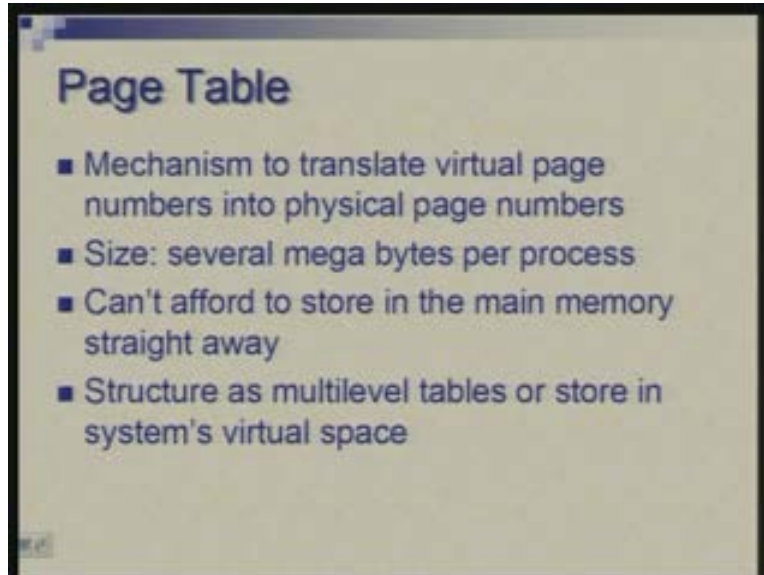 Page Table
Mechanism to translate virtual page
numbers into physical page numbers
Size: several mega bytes per process
Can't afford to store in the main memory
straight away
Structure as multilevel tables or store in
system's virtual space